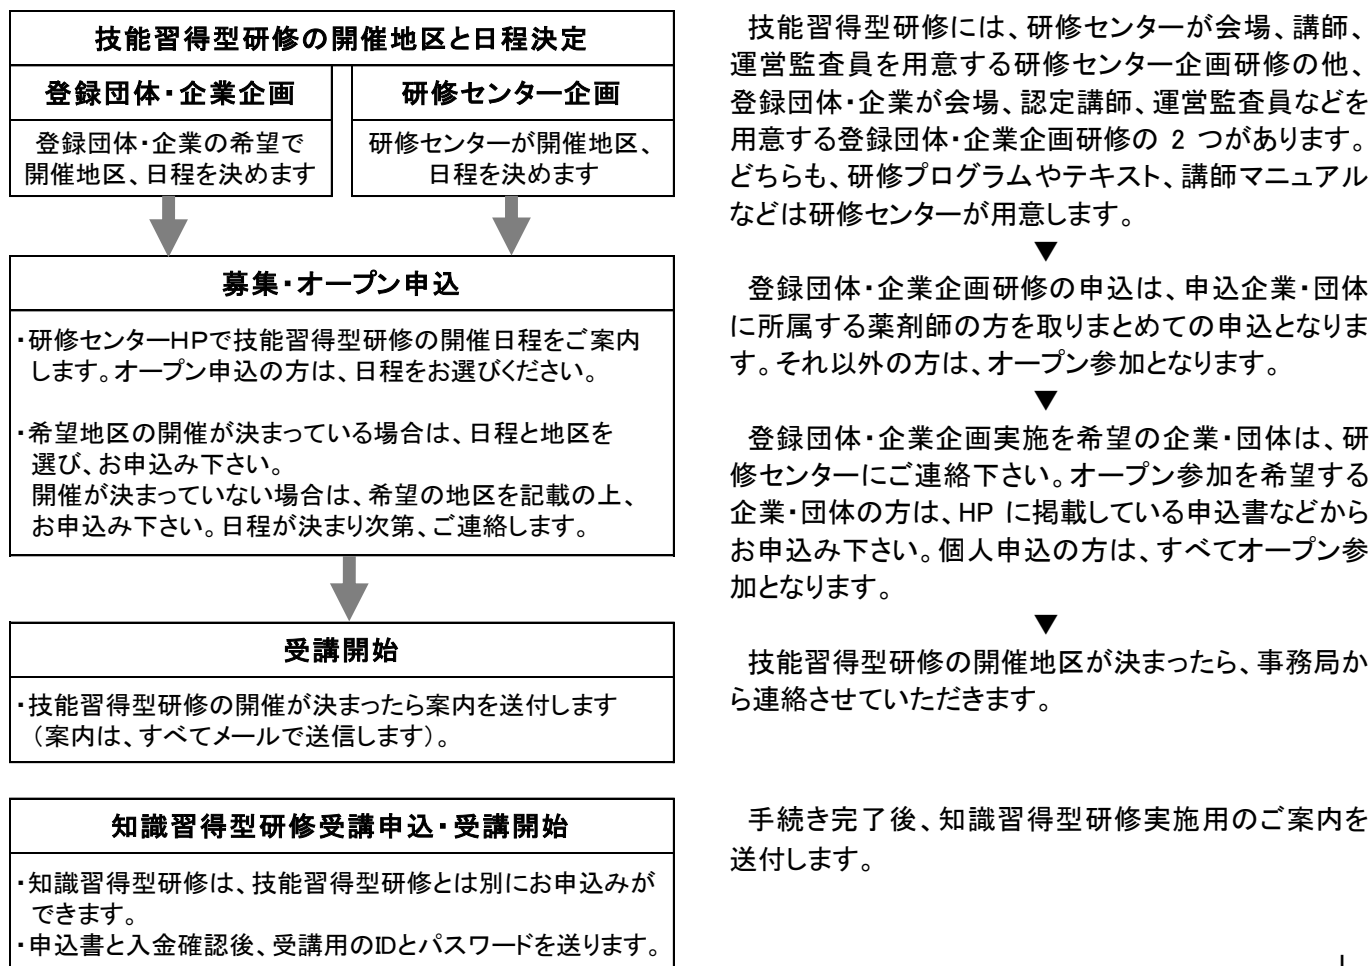 技能習得型研修の開催地区と日程決定
登録団体・企業企画
登録団体・企業の希望で
開催地区、日程を決めます
研修センター企画
研修センターが開催地区、
日程を決めます
募集・オープン申込
・研修センターHPで技能習得型研修の開催日程をご案内
します。オープン申込の方は、日程をお選びください。
・希望地区の開催が決まっている場合は、日程と地区を
選び、お申込み下さい。
開催が決まっていない場合は、希望の地区を記載の上、
お申込み下さい。日程が決まり次第、ご連絡します。
受講開始
・技能習得型研修の開催が決まったら案内を送付します
（案内は、すべてメールで送信します）。
知識習得型研修受講申込・受講開始
・知識習得型研修は、技能習得型研修とは別にお申込みが
できます。
・申込書と入金確認後、受講用のIDとパスワードを送ります。
技能習得型研修には、研修センターが会場、講師、
運営監査員を用意する研修センター企画研修の他、
登録団体・企業が会場、認定講師、運営監査員などを
用意する登録団体・企業企画研修の 2 つがあります。
どちらも、研修プログラムやテキスト、講師マニュアル
などは研修センターが用意します。
▼
登録団体・企業企画研修の申込は、申込企業・団体
に所属する薬剤師の方を取りまとめての申込となりま
す。それ以外の方は、オープン参加となります。
▼
登録団体・企業企画実施を希望の企業・団体は、研
修センターにご連絡下さい。オープン参加を希望する
企業・団体の方は、HP に掲載している申込書などから
お申込み下さい。個人申込の方は、すべてオープン参
加となります。
▼
技能習得型研修の開催地区が決まったら、事務局か
ら連絡させていただきます。
手続き完了後、知識習得型研修実施用のご案内を
送付します。